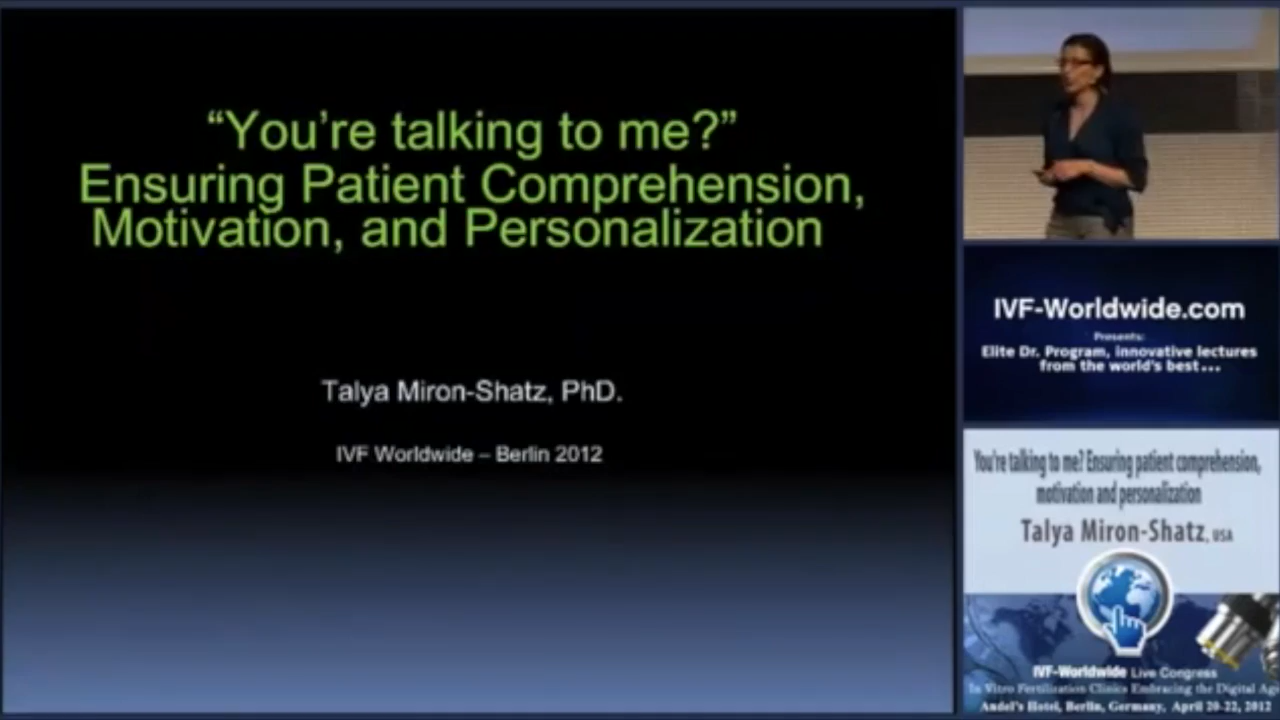 “You’re talking to me?”
Ensuring Patient Comprehension,
Motivation, and Personalization
Talya Miron-Shatz, PhD.
IVF Worldwide – Berlin 2012
IVF-Worldwide.com
Presents:
Elite Dr. Program, innovative lectures
from the world's best...
You're talking to me? Ensuring patient comprehension,
motivation and personalization
Talya Miron-Shatz, USA
IVF-Worldwide Live Congress
In Vitro Fertilization Clinics Embracing the Digital Ag
Andel's Hotel, Berlin, Germany, April 20-22, 2012